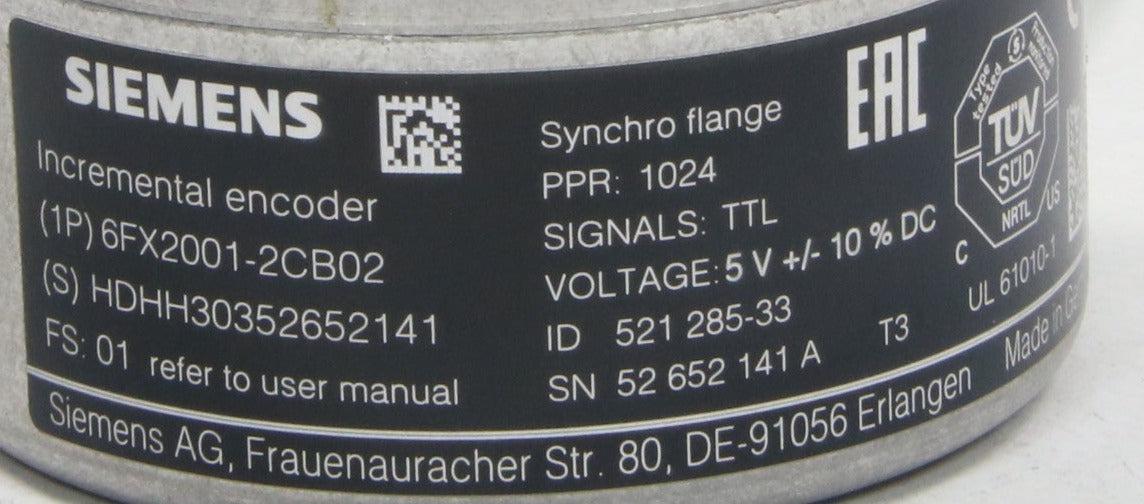 SIEMENS
Incremental encoder
(1P) 6FX2001-2CB02
(S) HDHH30352652141
FS: 01 refer to user manual
Synchro flange
PPR: 1024
SIGNALS: TTL
VOLTAGE: 5 V +/- 10 % DC
ID 521 285-33
SN 52 652 141 A
T3
EAC
Type tested
TÜV
SÜD
NRTL
C
US
UL 61010-1
Made in
Siemens AG, Frauenauracher Str. 80, DE-91056 Erlangen